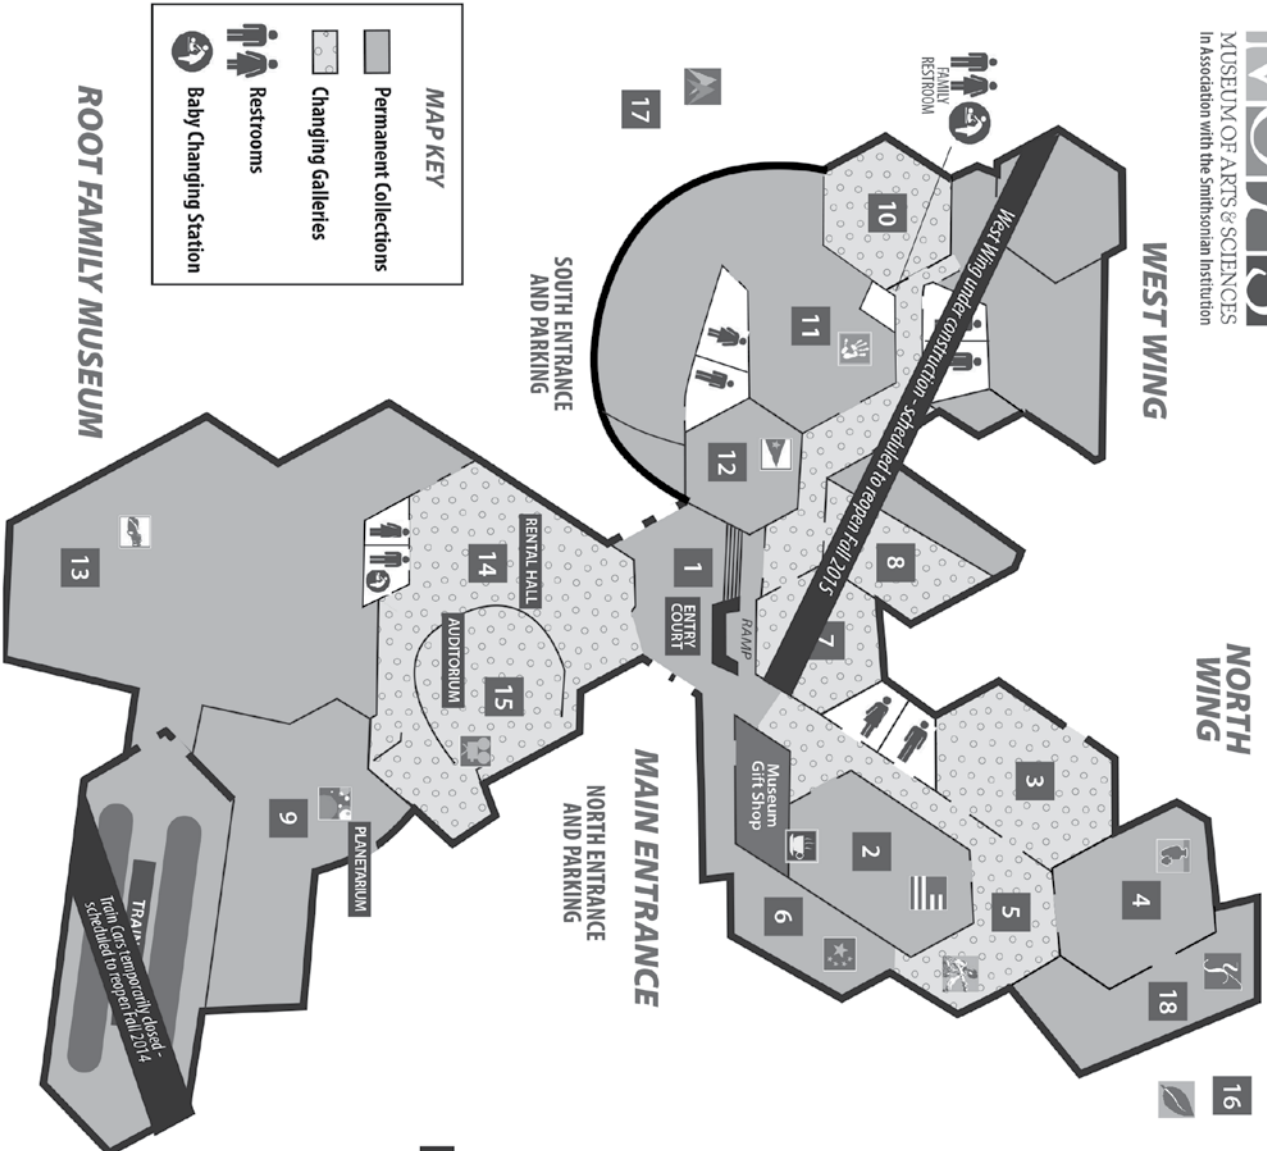 MUSEUM OF ARTS & SCIENCES
In Association with the Smithsonian Institution
WEST WING
NORTH
WING
FAMILY
RESTROOM
West Wing under construction - scheduled to reopen Fall 2015
10
11
12
8
7
3
4
5
2
6
18
16
17
1
ENTRY
COURT
RAMP
Museum
Gift Shop
SOUTH ENTRANCE
AND PARKING
MAIN ENTRANCE
NORTH ENTRANCE
AND PARKING
RENTAL HALL
14
AUDITORIUM
15
13
9
PLANETARIUM
Train Cars temporarily closed -
scheduled to reopen Fall 2014
MAP KEY
Permanent Collections
Changing Galleries
Restrooms
Baby Changing Station
ROOT FAMILY MUSEUM